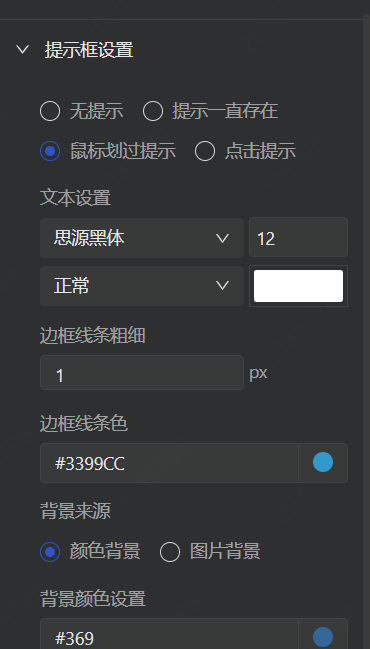 提示框设置
无提示 提示一直存在
鼠标划过提示 点击提示
文本设置
思源黑体 12
正常
边框线条粗细
1 px
边框线条色
#3399CC
背景来源
颜色背景 图片背景
背景颜色设置
#369